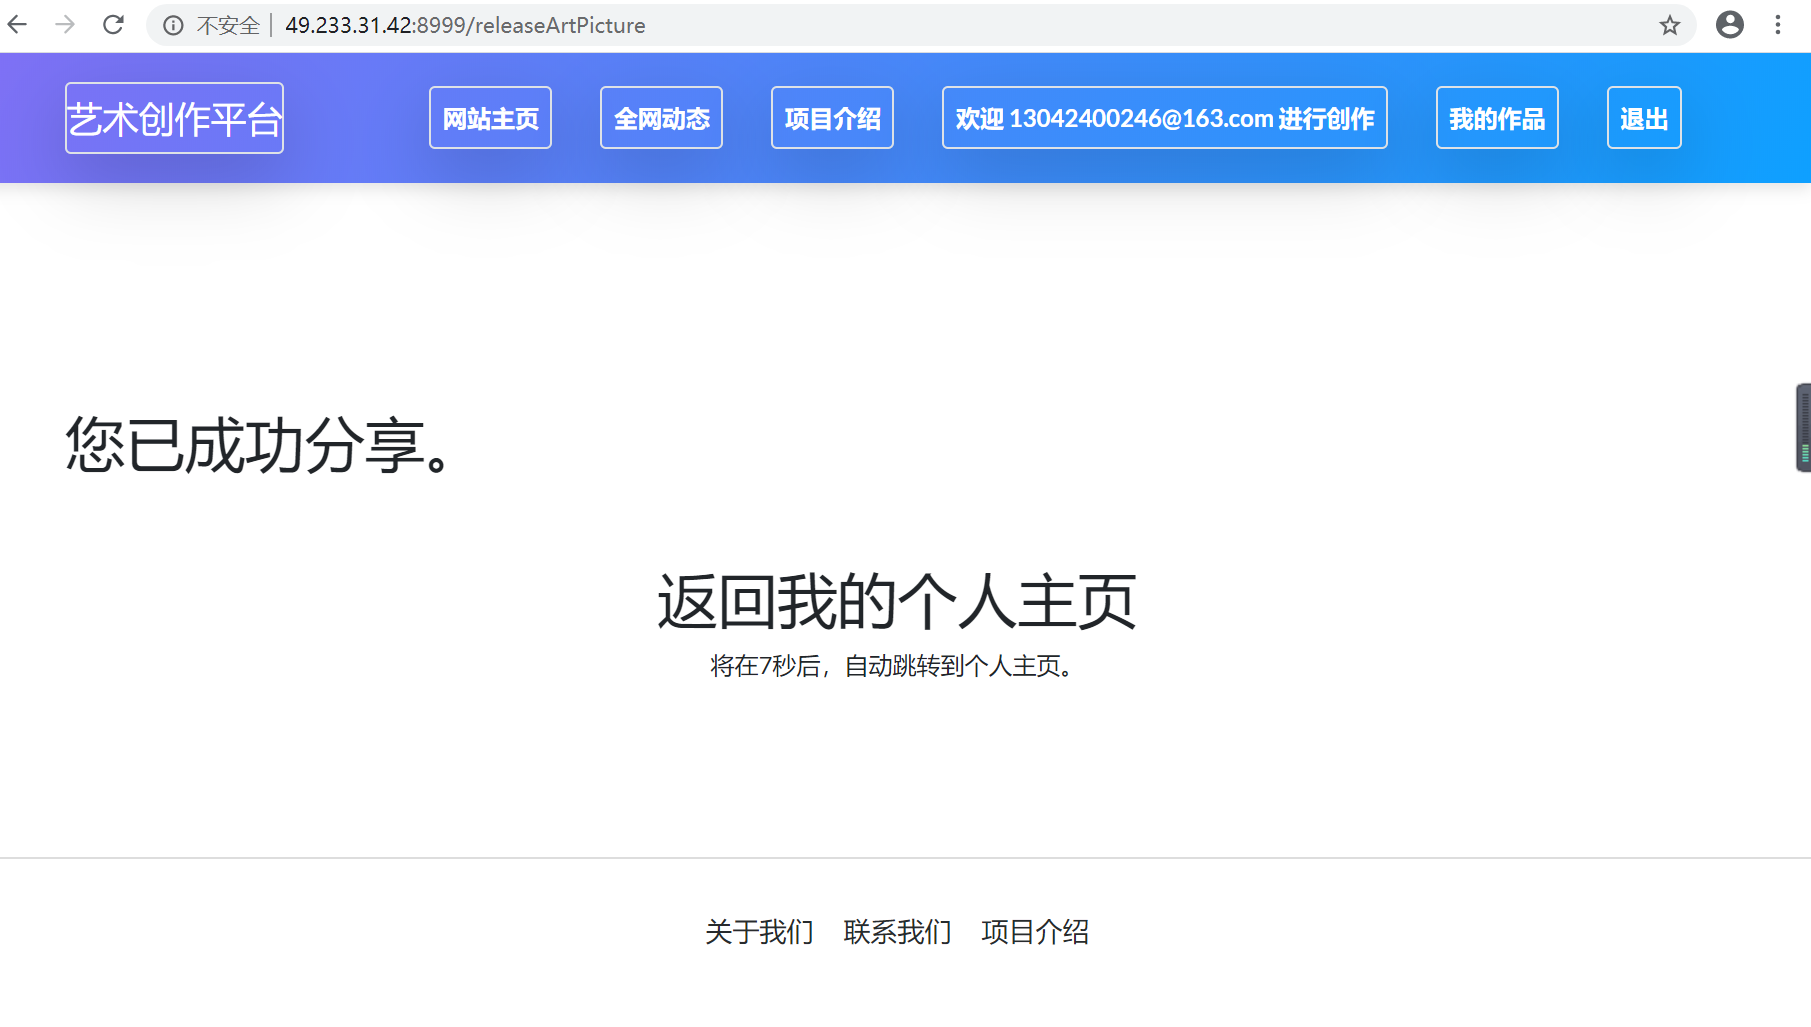 不安全 49.233.31.42:8999/releaseArtPicture
艺术创作平台 网站主页 全网动态 项目介绍 欢迎 13042400246@163.com 进行创作 我的作品 退出
您已成功分享。
返回我的个人主页
将在7秒后，自动跳转到个人主页。
关于我们 联系我们 项目介绍